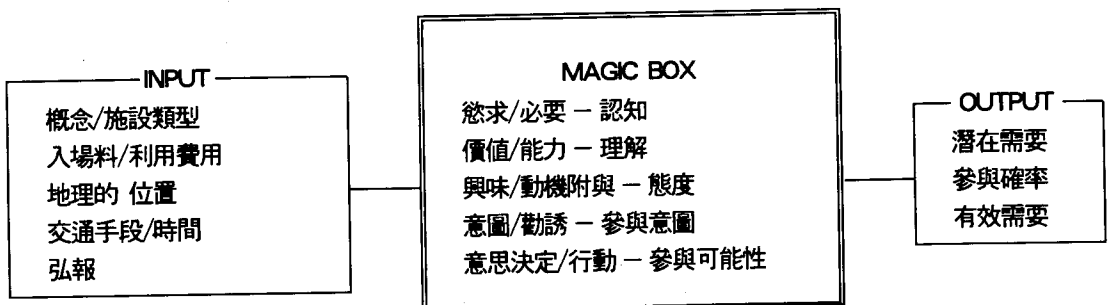 INPUT
概念/施設類型
入場料/利用費用
地理的 位置
交通手段/時間
弘報
MAGIC BOX
慾求/必要 — 認知
價値/能力 — 理解
興味/動機附與 — 態度
意圖/勸誘 — 參與意圖
意思決定/行動 — 參與可能性
OUTPUT
潛在需要
參與確率
有效需要